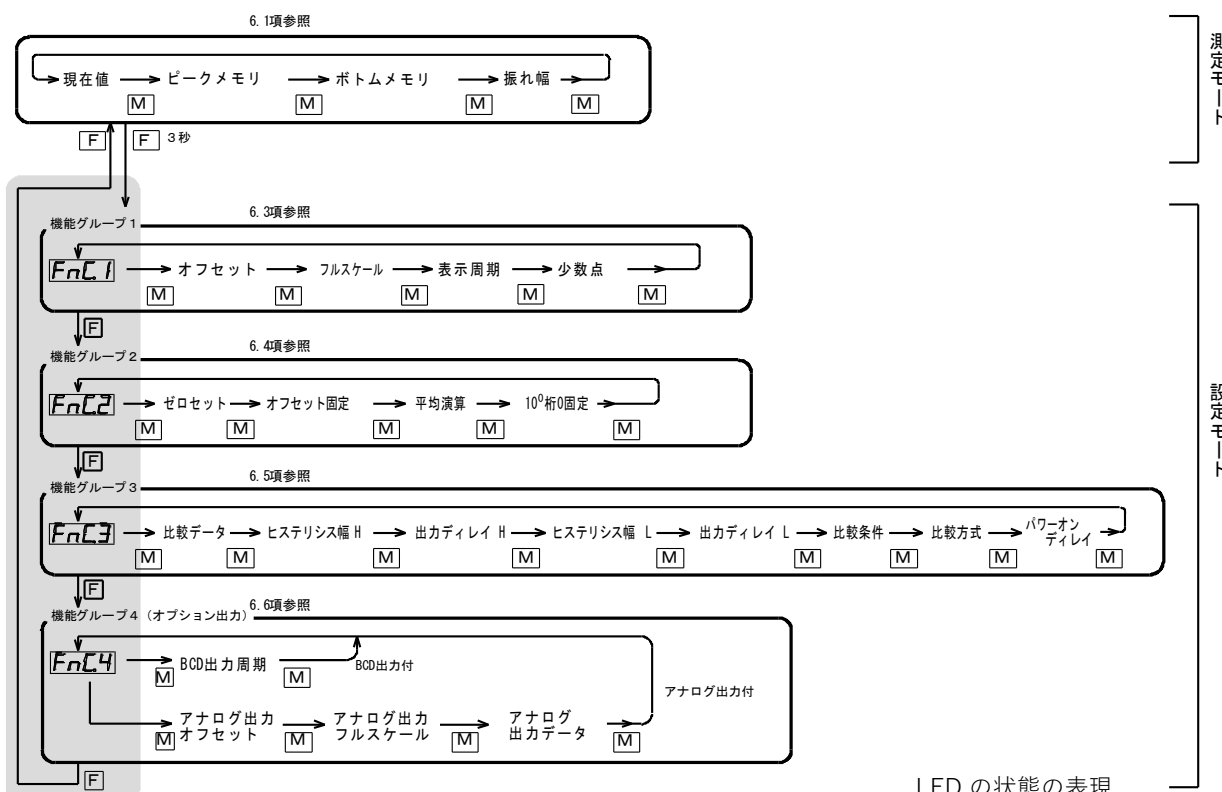 6.1項参照
測定モード
現在値 ピークメモリ ボトムメモリ 振れ幅
M M M M
F F 3秒
設定モード
6.3項参照
機能グループ1
FnC.1 オフセット フルスケール 表示周期 少数点
M M M M M
F
6.4項参照
機能グループ2
FnC.2 ゼロセット オフセット固定 平均演算 10⁰桁0固定
M M M M M
F
6.5項参照
機能グループ3
FnC.3 比較データ ヒステリシス幅 H 出力ディレイ H ヒステリシス幅 L 出力ディレイ L 比較条件 比較方式 パワーオン
ディレイ
M M M M M M M M M
F
6.6項参照
機能グループ4(オプション出力)
FnC.4 BCD出力周期 BCD出力付
M M
アナログ出力付
アナログ出力 アナログ出力 アナログ
オフセット フルスケール 出力データ
M M M M
F
LED の状態の表現